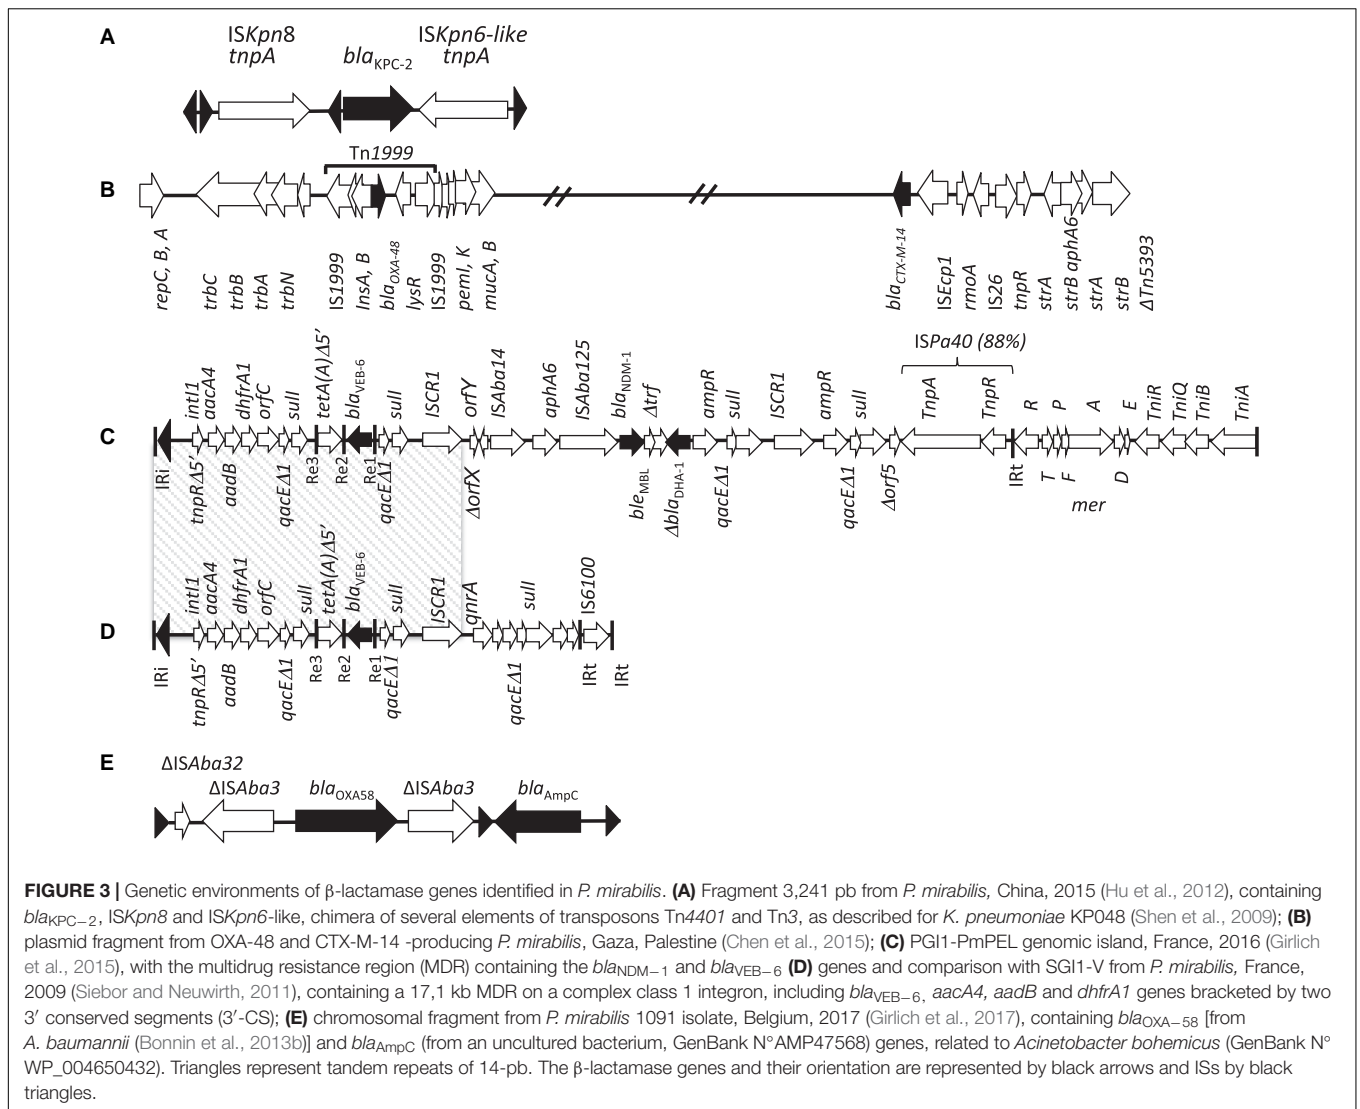 A
ISKpn8
tnpA
bla KPC-2
ISKpn6-like
tnpA
Tn1999
B
repC, B, A
trbC
trbB
trbA
trbN
IS1999
InsA, B
bla OXA-48
lysR
IS1999
pemI, K
mucA, B
bla CTX-M-14
ISEcp1
rmoA
IS26
tnpR
strA
strB aphA6
strA
strB
ΔTn5393
ISPa40 (88%)
intI1
aacA4
dhfrA1
orfC
sulI
tetA(A)Δ5'
bla VEB-6
sulI
ISCR1
orfY
ISAba14
aphA6
ISAba125
bla NDM-1
Δtrf
ampR
sulI
ISCR1
ampR
sulI
TnpA
TnpR
R
P
A
E
TniR
TniQ
TniB
TniA
C
IRi
tnpRΔ5'
aadB
qacEΔ1
Re3
Re2
Re1
qacEΔ1
ΔorfX
ble MBL
Δbla DHA-1
qacEΔ1
qacEΔ1
Δorf5
IRt
T
F
D
mer
intI1
aacA4
dhfrA1
orfC
sulI
tetA(A)Δ5'
bla VEB-6
sulI
ISCR1
qnrA
sulI
IS6100
D
IRi
tnpRΔ5'
aadB
qacEΔ1
Re3
Re2
Re1
qacEΔ1
qacEΔ1
IRt
IRt
E
ΔISAba32
ΔISAba3
bla OXA58
ΔISAba3
bla AmpC
FIGURE 3 | Genetic environments of β-lactamase genes identified in P. mirabilis. (A) Fragment 3,241 pb from P. mirabilis, China, 2015 (Hu et al., 2012), containing
bla KPC−2, ISKpn8 and ISKpn6-like, chimera of several elements of transposons Tn4401 and Tn3, as described for K. pneumoniae KP048 (Shen et al., 2009); (B)
plasmid fragment from OXA-48 and CTX-M-14 -producing P. mirabilis, Gaza, Palestine (Chen et al., 2015); (C) PGI1-PmPEL genomic island, France, 2016 (Girlich
et al., 2015), with the multidrug resistance region (MDR) containing the bla NDM−1 and bla VEB−6 (D) genes and comparison with SGI1-V from P. mirabilis, France,
2009 (Siebor and Neuwirth, 2011), containing a 17,1 kb MDR on a complex class 1 integron, including bla VEB−6, aacA4, aadB and dhfrA1 genes bracketed by two
3′ conserved segments (3′-CS); (E) chromosomal fragment from P. mirabilis 1091 isolate, Belgium, 2017 (Girlich et al., 2017), containing bla OXA−58 [from
A. baumannii (Bonnin et al., 2013b)] and bla AmpC (from an uncultured bacterium, GenBank N°AMP47568) genes, related to Acinetobacter bohemicus (GenBank N°
WP_004650432). Triangles represent tandem repeats of 14-pb. The β-lactamase genes and their orientation are represented by black arrows and ISs by black
triangles.